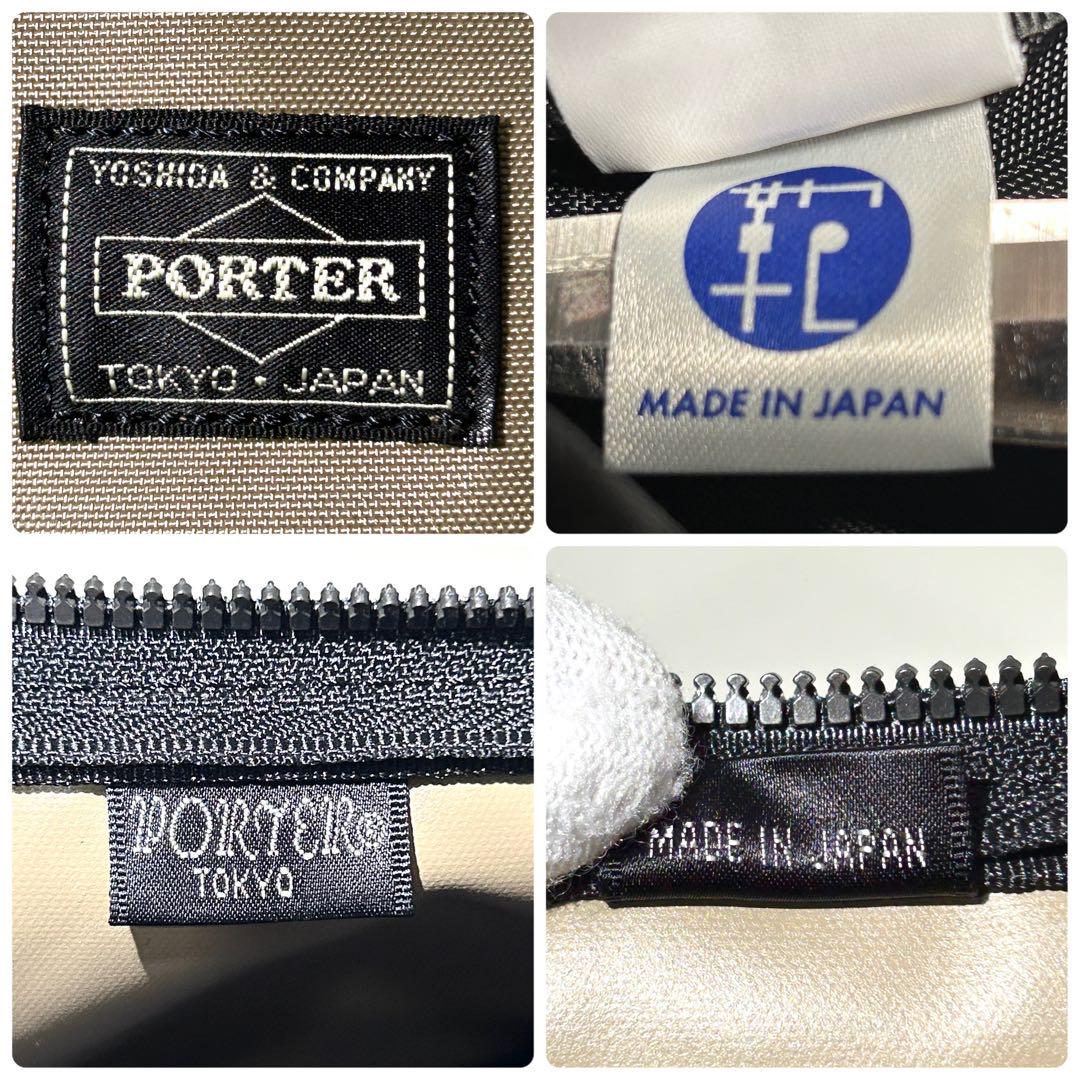 YOSHIDA & COMPANY
PORTER
TOKYO · JAPAN
MADE IN JAPAN
PORTER®
TOKYO
MADE IN JAPAN